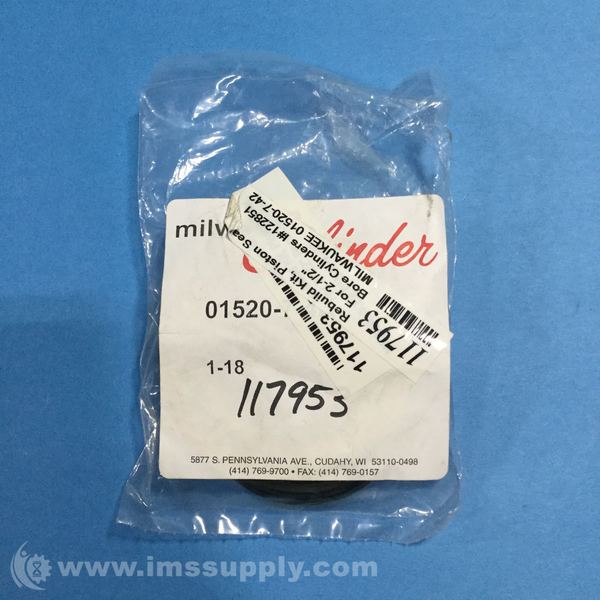 milw
Cylinder
01520-
1-18
117953
5877 S. PENNSYLVANIA AVE., CUDAHY, WI 53110-0498
(414) 769-9700 • FAX: (414) 769-0157
117953
Rebuild Kit, Piston Sea
For 2-1/2"
Bore Cylinders ##122851
MILWAUKEE 01520-7-42
117953
www.imssupply.com